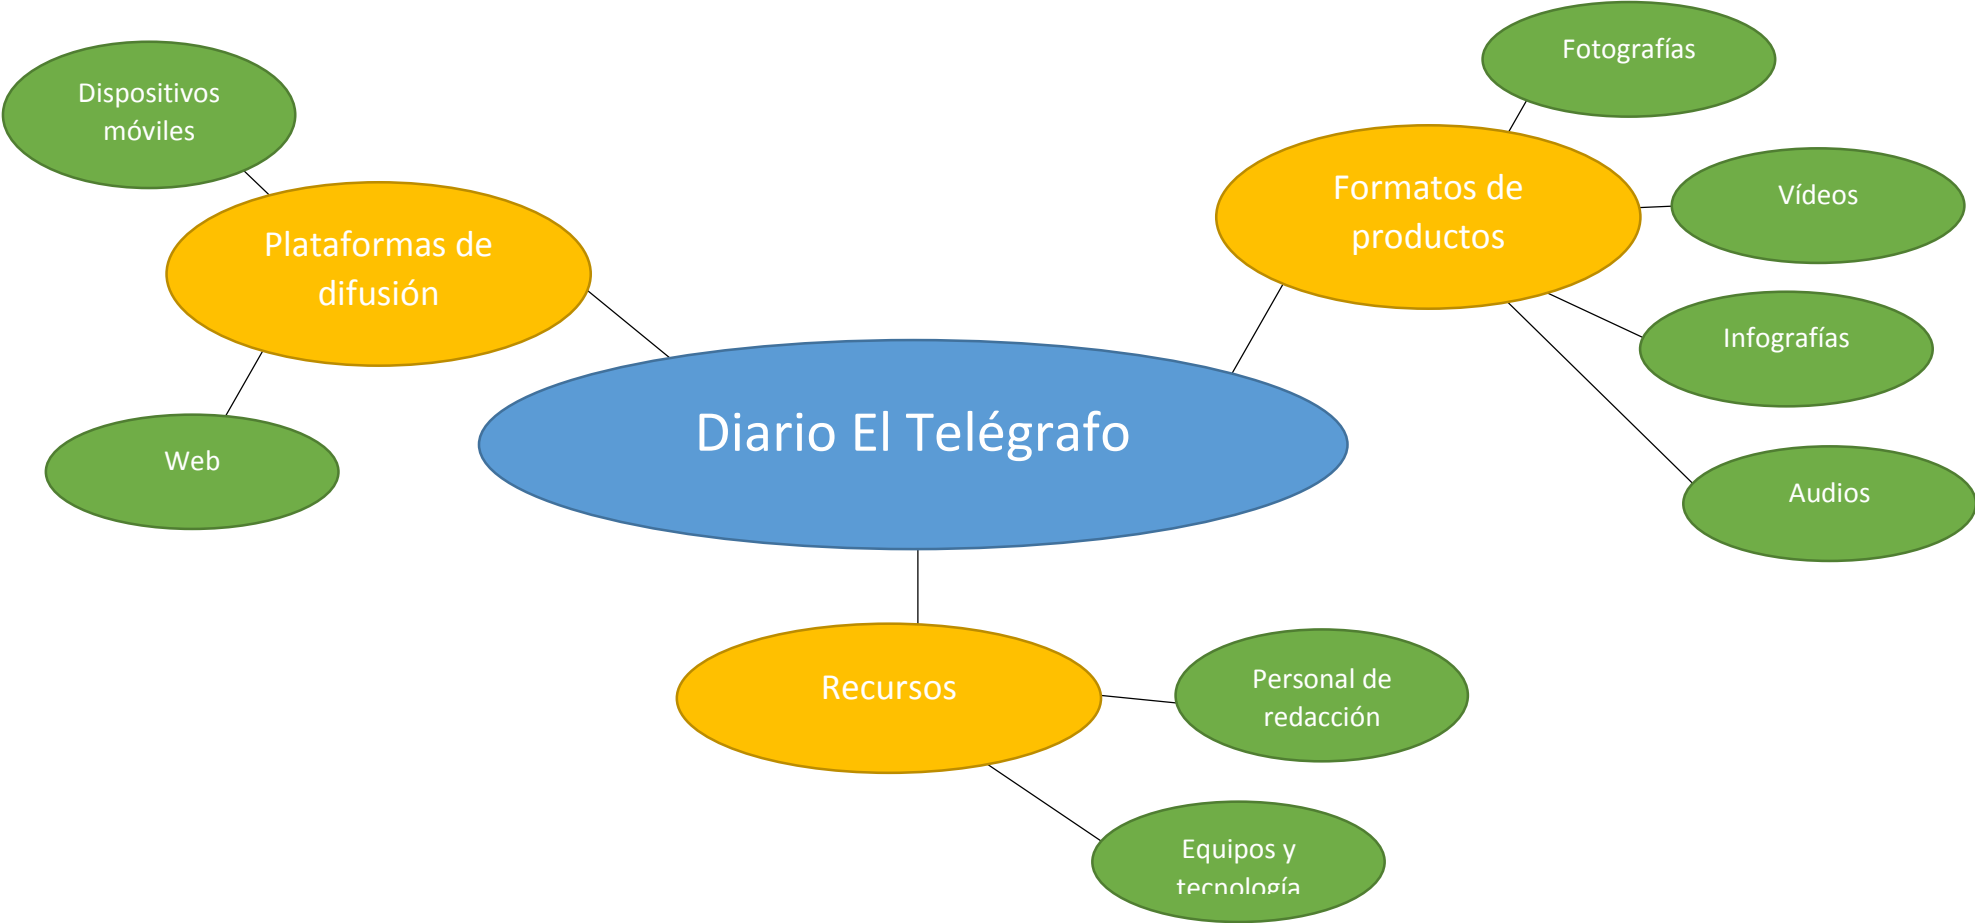 Fotografías
Dispositivos
móviles
Formatos de
productos
Vídeos
Plataformas de
difusión
Infografías
Diario El Telégrafo
Web
Audios
Recursos
Personal de
redacción
Equipos y
tecnología